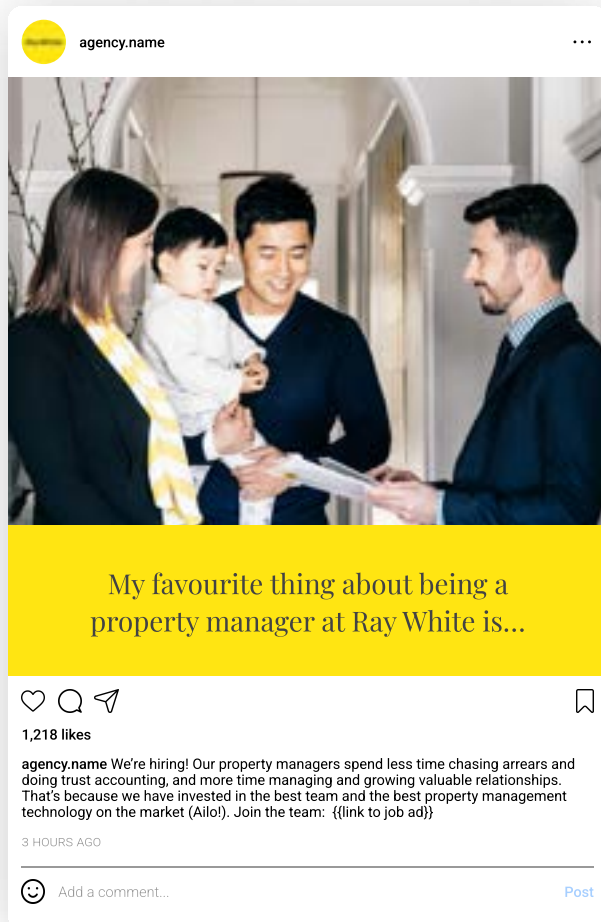 agency.name
My favourite thing about being a
property manager at Ray White is...
1,218 likes
agency.name We’re hiring! Our property managers spend less time chasing arrears and
doing trust accounting, and more time managing and growing valuable relationships.
That’s because we have invested in the best team and the best property management
technology on the market (Ailo!). Join the team:  {{link to job ad}}
3 HOURS AGO
Add a comment...
Post